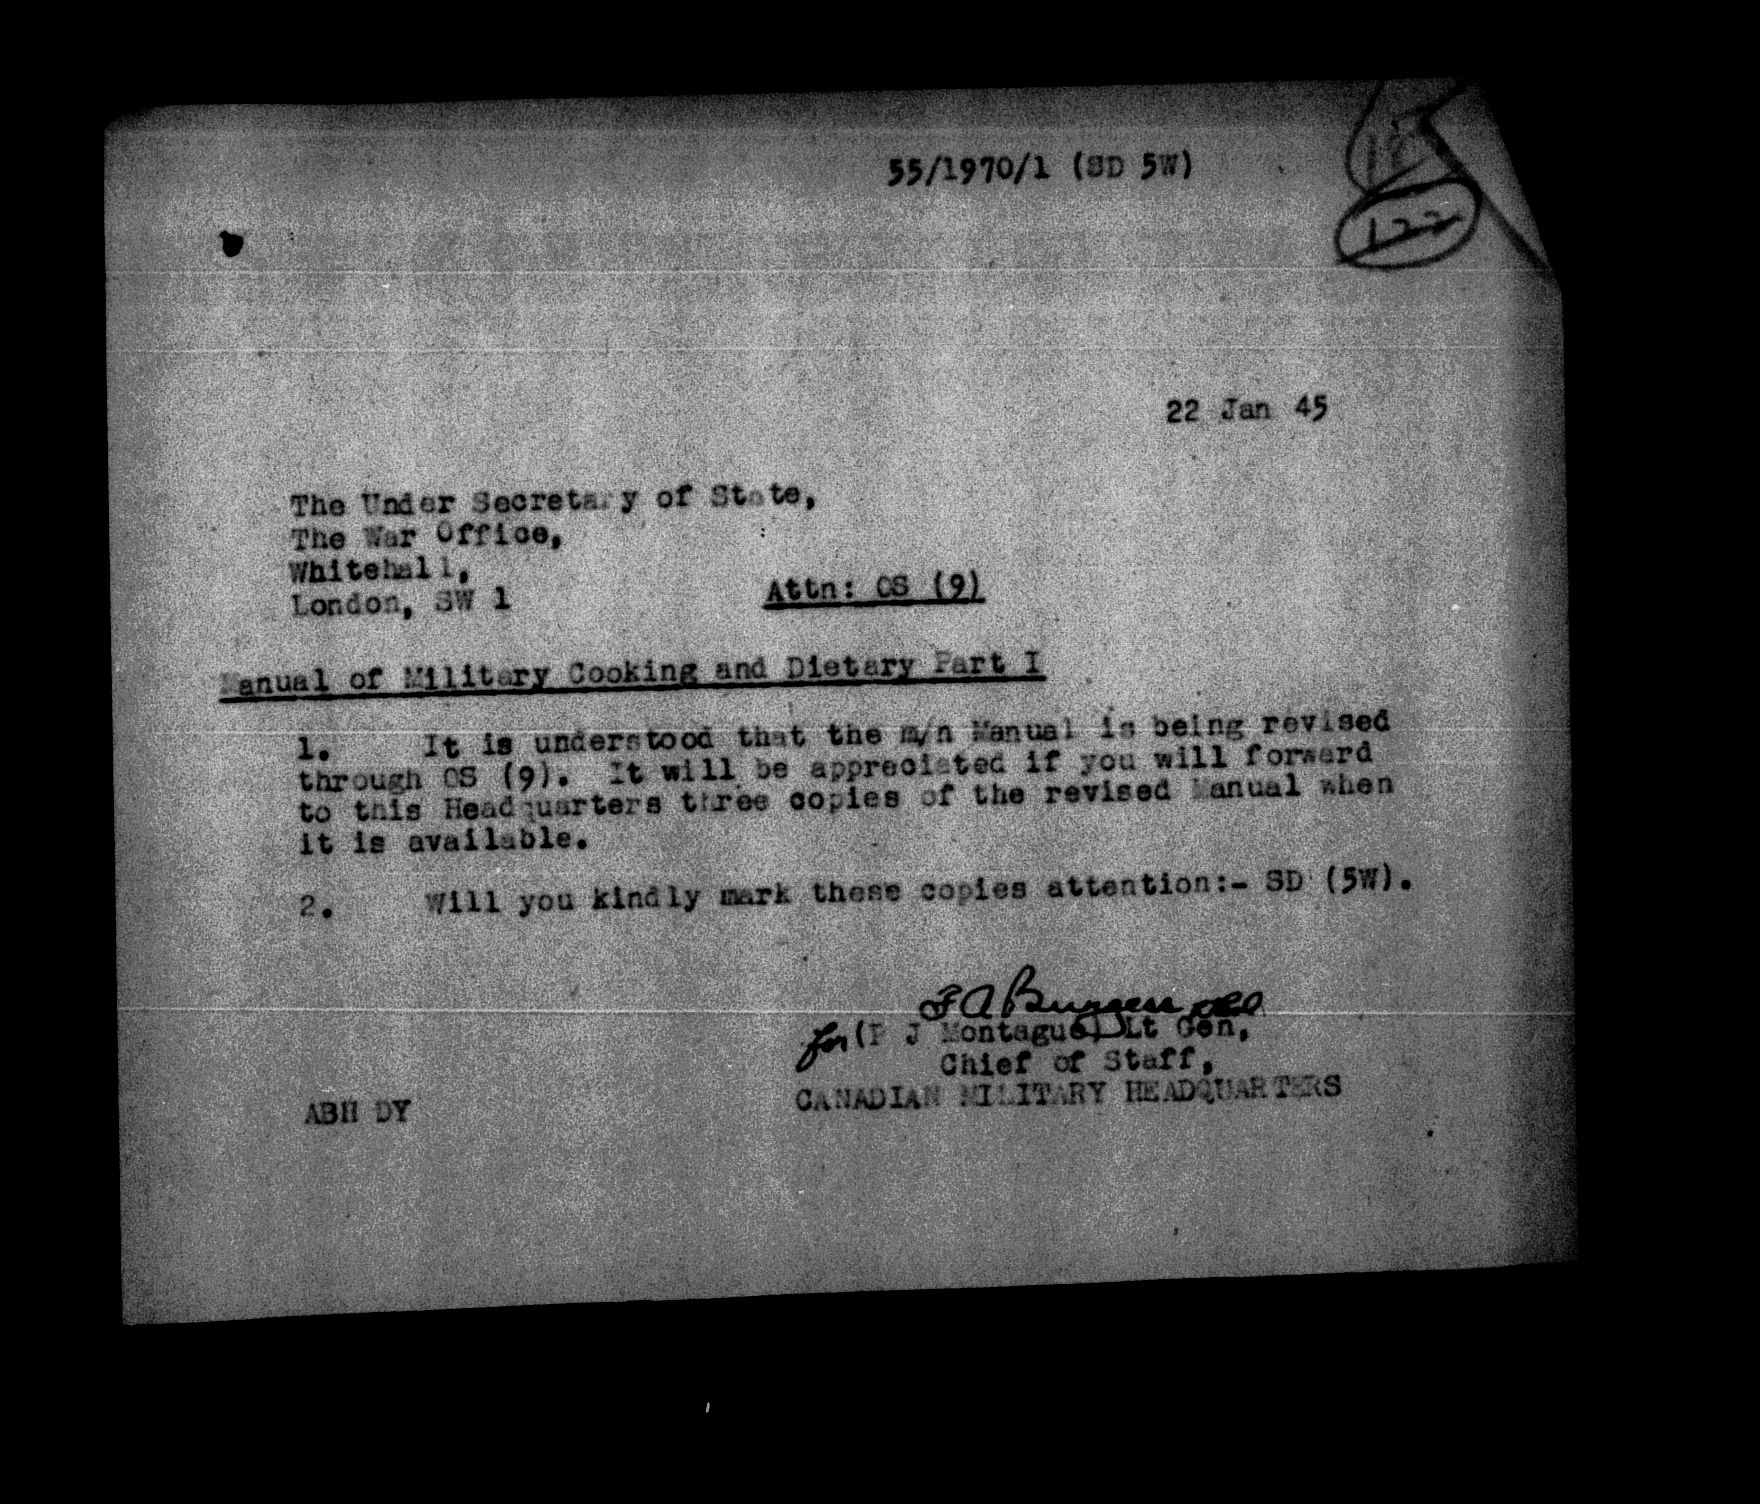 55/1970/1 (SD 5W)
122
22 Jan 45
The Under Secretary of State,
The War Office,
Whitehall,
London, SW 1
Attn: OS (9)
Manual of Military Cooking and Dietary Part I
1. It is understood that the m/n Manual is being revised
through OS (9). It will be appreciated if you will forward
to this Headquarters three copies of the revised Manual when
it is available.
2. Will you kindly mark these copies attention:- SD (5W).
F A Burgess
for (P J Montague) Lt Gen,
Chief of Staff,
CANADIAN MILITARY HEADQUARTERS
ABH DY